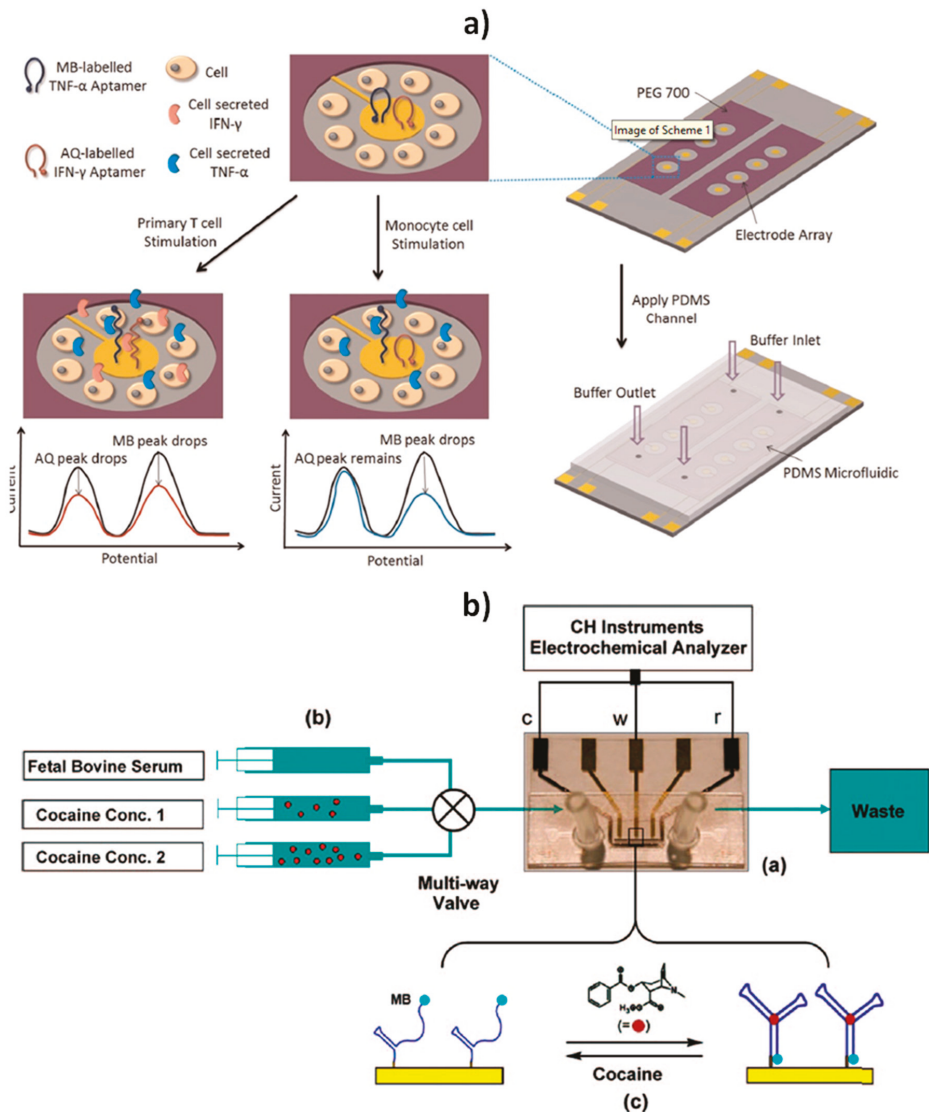 a)
MB-labelled
TNF-α Aptamer
Cell
Cell secreted
IFN-γ
AQ-labelled
IFN-γ Aptamer
Cell secreted
TNF-α
PEG 700
Image of Scheme 1
Electrode Array
Primary T cell
Stimulation
Monocyte cell
Stimulation
Apply PDMS
Channel
Buffer Inlet
Buffer Outlet
PDMS Microfluidic
AQ peak drops
MB peak drops
Current
Potential
AQ peak remains
MB peak drops
Current
Potential
b)
CH Instruments
Electrochemical Analyzer
c
w
r
(b)
Fetal Bovine Serum
Cocaine Conc. 1
Cocaine Conc. 2
Multi-way
Valve
(a)
Waste
MB
H₃C
O
N
O
O
O
(=)
Cocaine
(c)